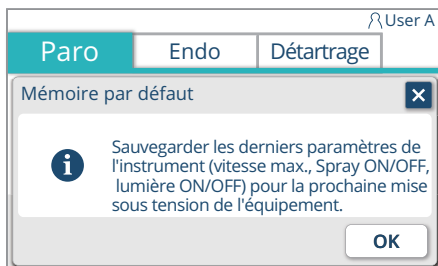 User A
Paro Endo Détartrage
Mémoire par défaut
Sauvegarder les derniers paramètres de
l'instrument (vitesse max., Spray ON/OFF,
lumière ON/OFF) pour la prochaine mise
sous tension de l'équipement.
OK